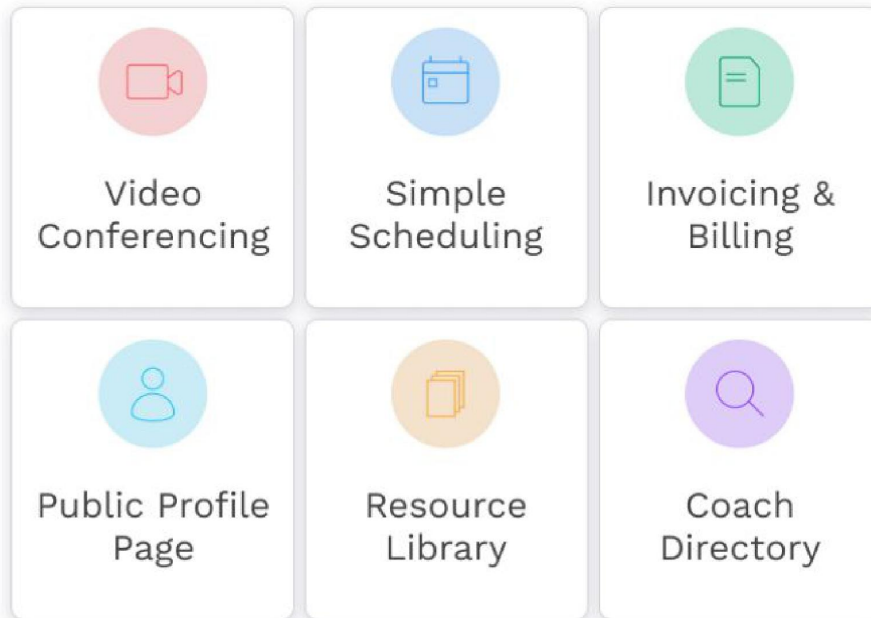 Video
Conferencing
Simple
Scheduling
Invoicing &
Billing
Public Profile
Page
Resource
Library
Coach
Directory